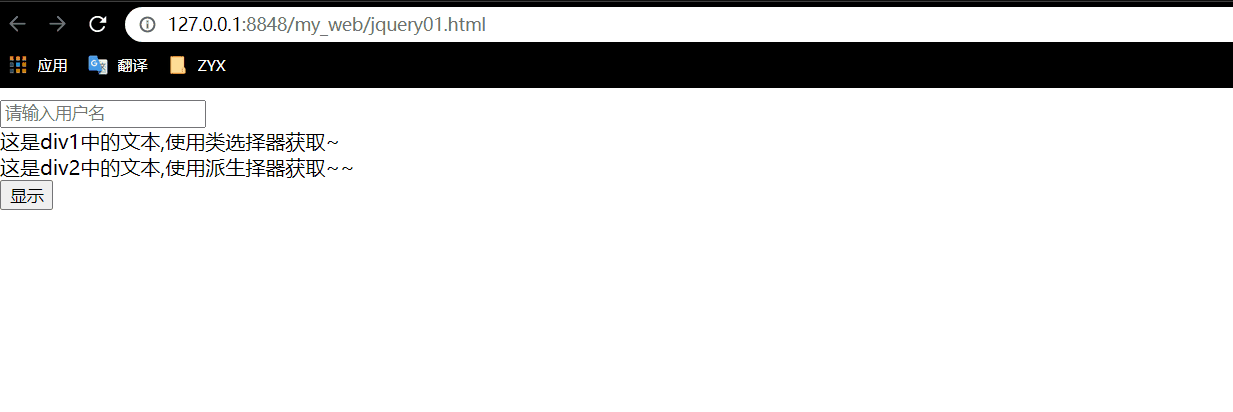 127.0.0.1:8848/my_web/jquery01.html
应用 翻译 ZYX
请输入用户名
这是div1中的文本,使用类选择器获取~
这是div2中的文本,使用派生择器获取~~
显示